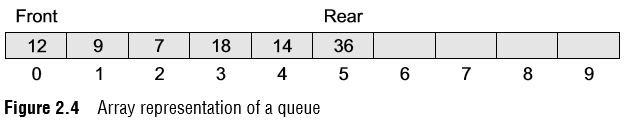 Front Rear
12 9 7 18 14 36
0 1 2 3 4 5 6 7 8 9
Figure 2.4 Array representation of a queue